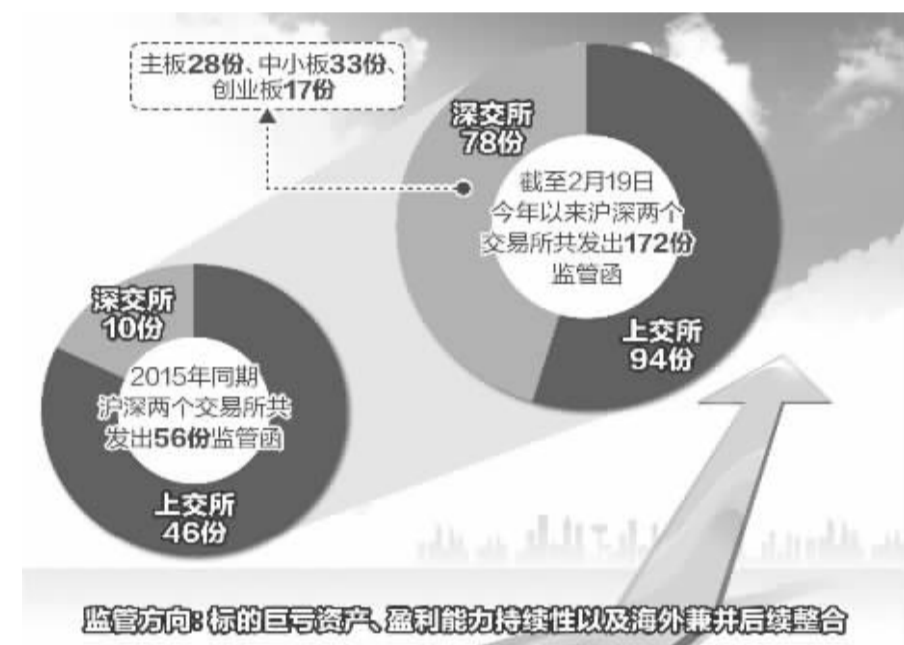 主板28份、中小板33份、
创业板17份
深交所
78份
截至2月19日
今年以来沪深两个
交易所共发出172份
监管函
上交所
94份
深交所
10份
2015年同期
沪深两个交易所共
发出56份监管函
上交所
46份
监管方向:标的巨亏资产、盈利能力持续性以及海外兼并后续整合